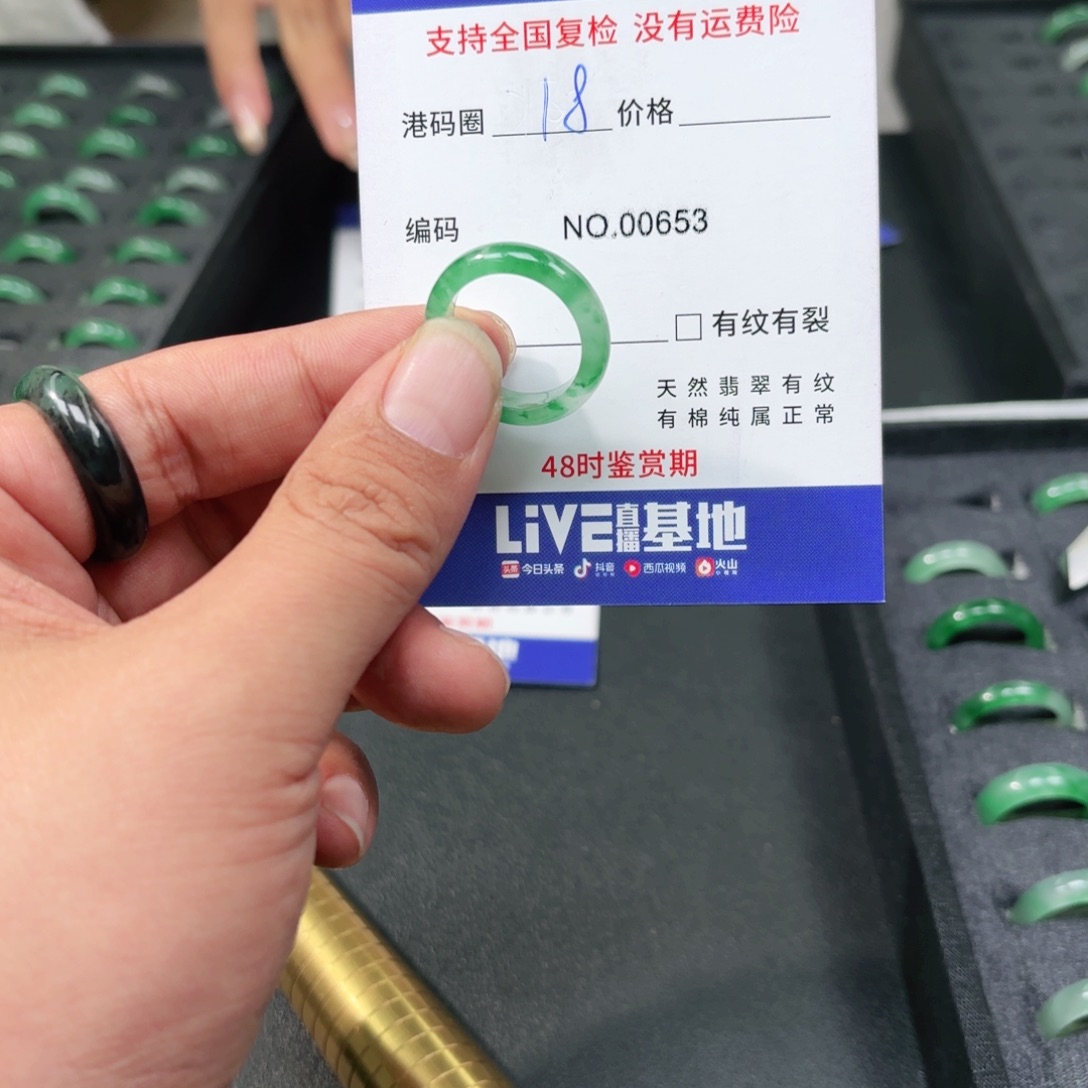 支持全国复检 没有运费险
港码圈 18 价格
编码 NO.00653
有纹有裂
天然翡翠有纹
有棉纯属正常
48时鉴赏期
LiVE直播基地
头条 今日头条 抖音 西瓜视频 火山